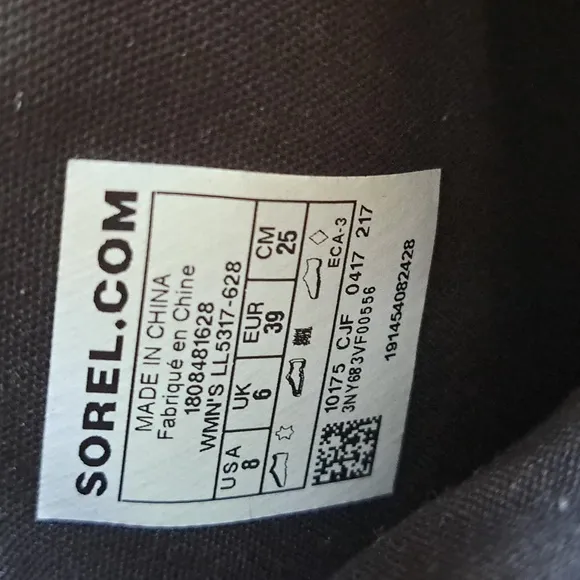 SOREL.COM
MADE IN CHINA
Fabriqué en Chine
1808481628
WMN'S LL5317-628
USA UK EUR CM
8 6 39 25
ECA-3
10175 CJF 0417 217
3NY683VF00556
191454082428